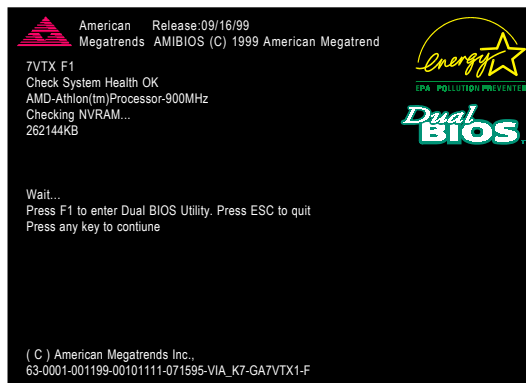 American Release:09/16/99
Megatrends AMIBIOS (C) 1999 American Megatrend
energy
EPA POLLUTION PREVENTER
7VTX F1
Check System Health OK
AMD-Athlon(tm)Processor-900MHz
Checking NVRAM...
262144KB
Dual
BIOS TM
Wait...
Press F1 to enter Dual BIOS Utility. Press ESC to quit
Press any key to contiune
( C ) American Megatrends Inc.,
63-0001-001199-00101111-071595-VIA_K7-GA7VTX1-F